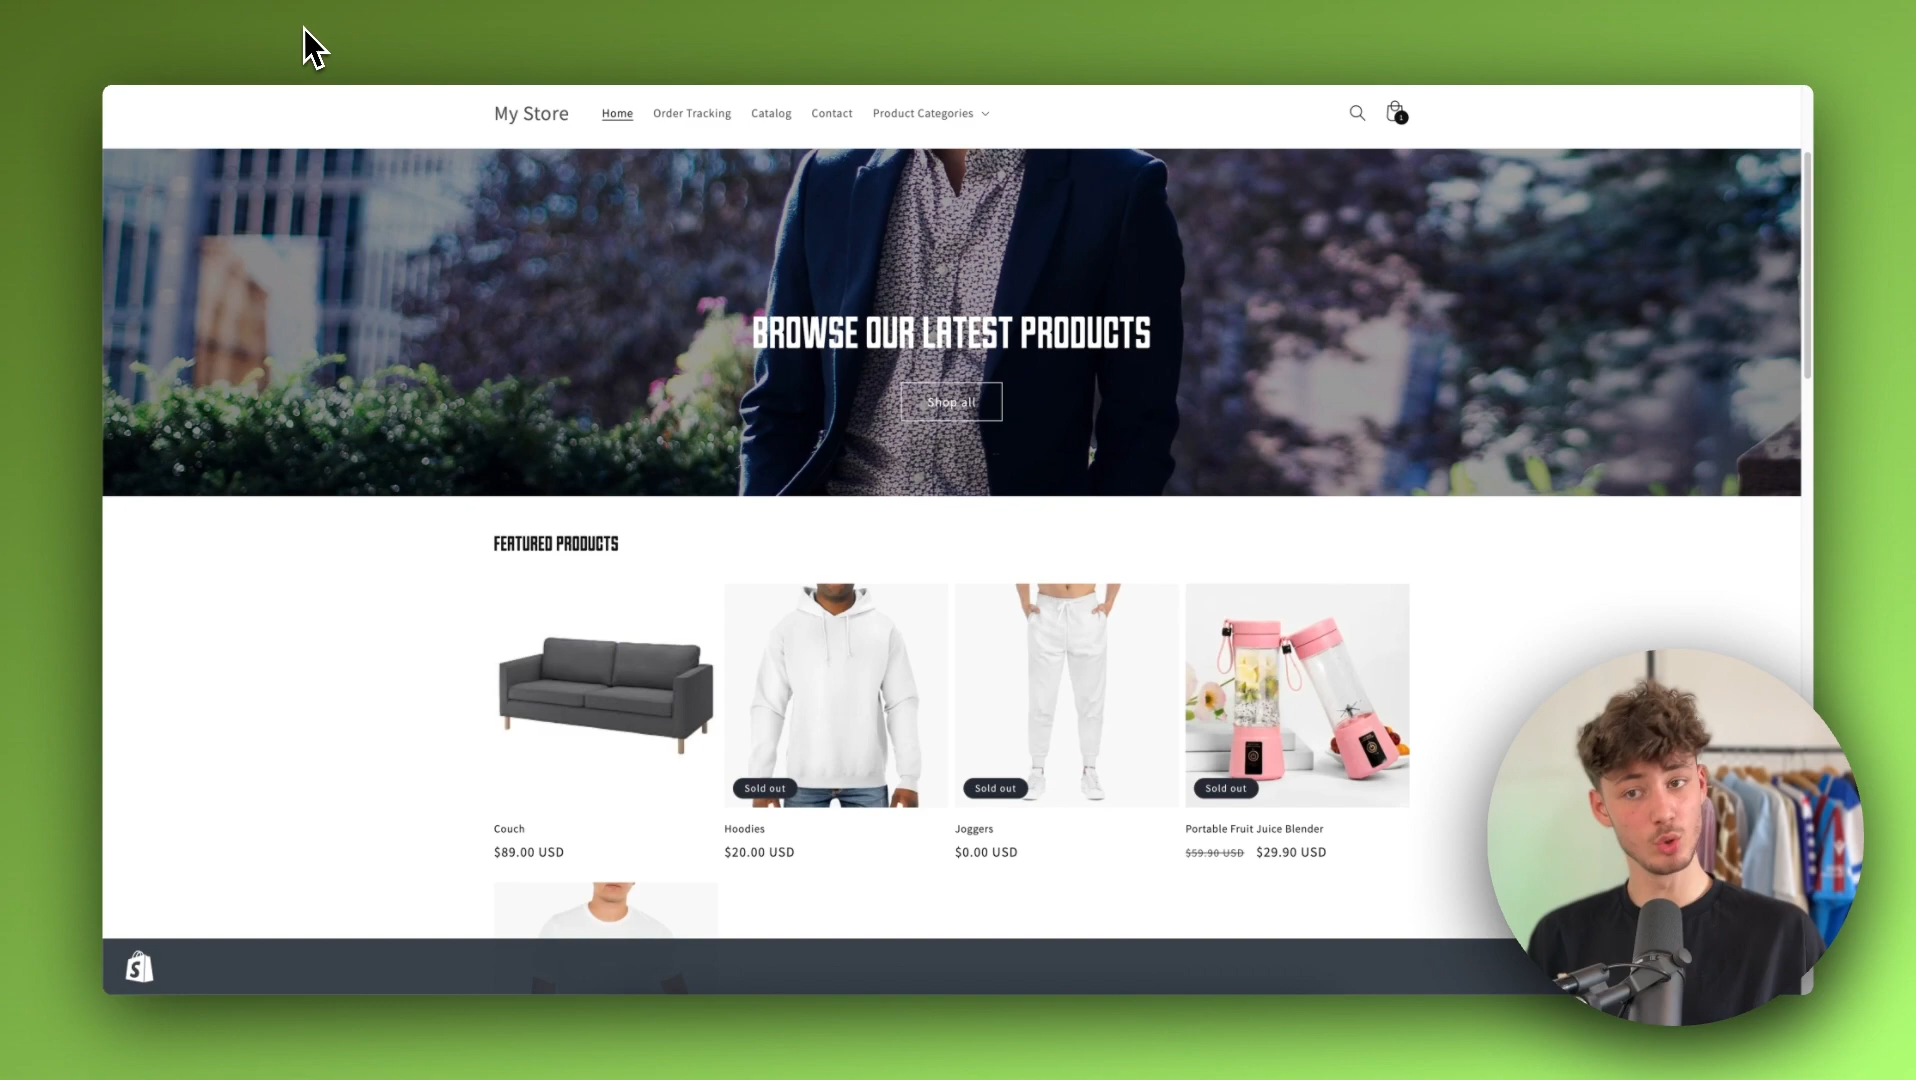 My Store
Home
Order Tracking
Catalog
Contact
Product Categories
1
BROWSE OUR LATEST PRODUCTS
Shop all
FEATURED PRODUCTS
Sold out
Sold out
Sold out
Couch
Hoodies
Joggers
Portable Fruit Juice Blender
$89.00 USD
$20.00 USD
$0.00 USD
$59.90 USD $29.90 USD